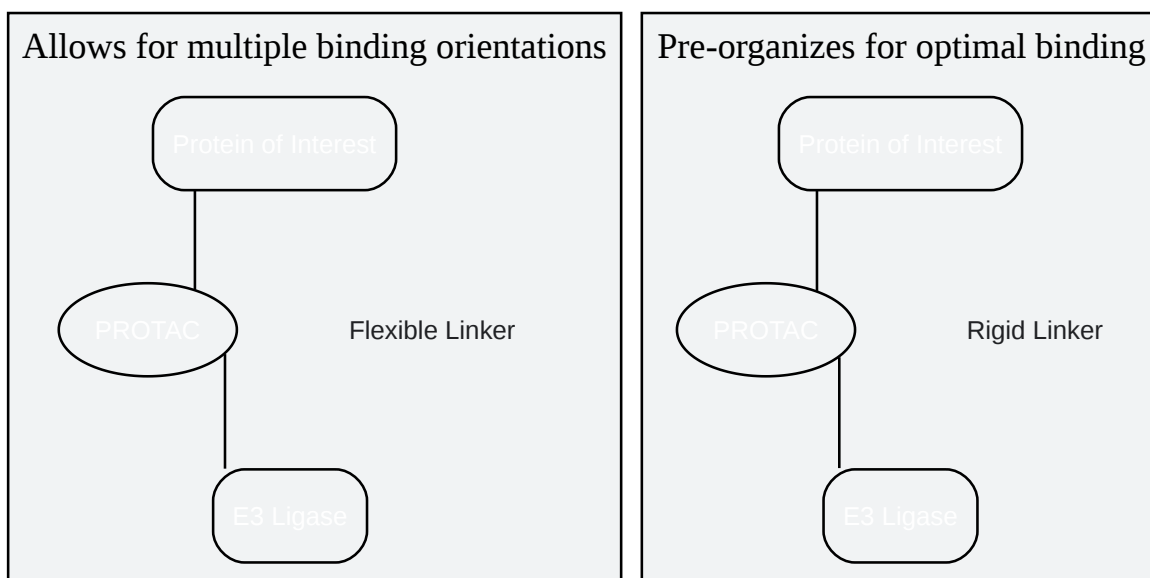 Allows for multiple binding orientations
Protein of Interest
PROTAC
Flexible Linker
E3 Ligase
Pre-organizes for optimal binding
Protein of Interest
PROTAC
Rigid Linker
E3 Ligase